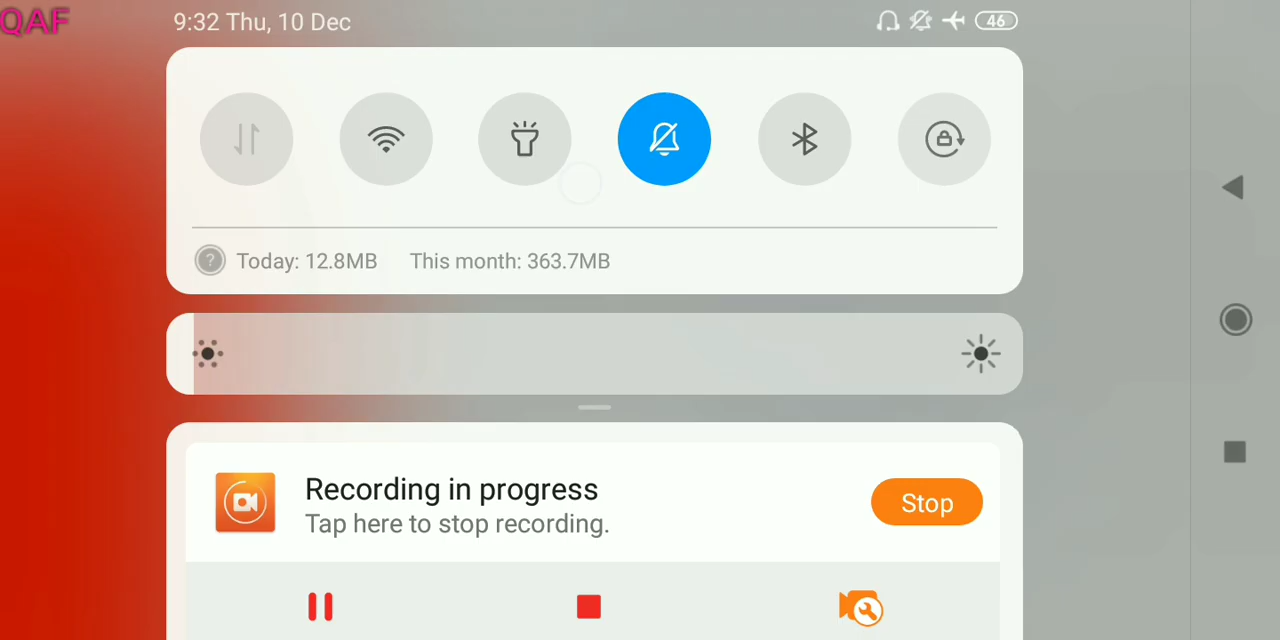 QAF
9:32 Thu, 10 Dec
46
Today: 12.8MB This month: 363.7MB
Recording in progress
Tap here to stop recording.
Stop